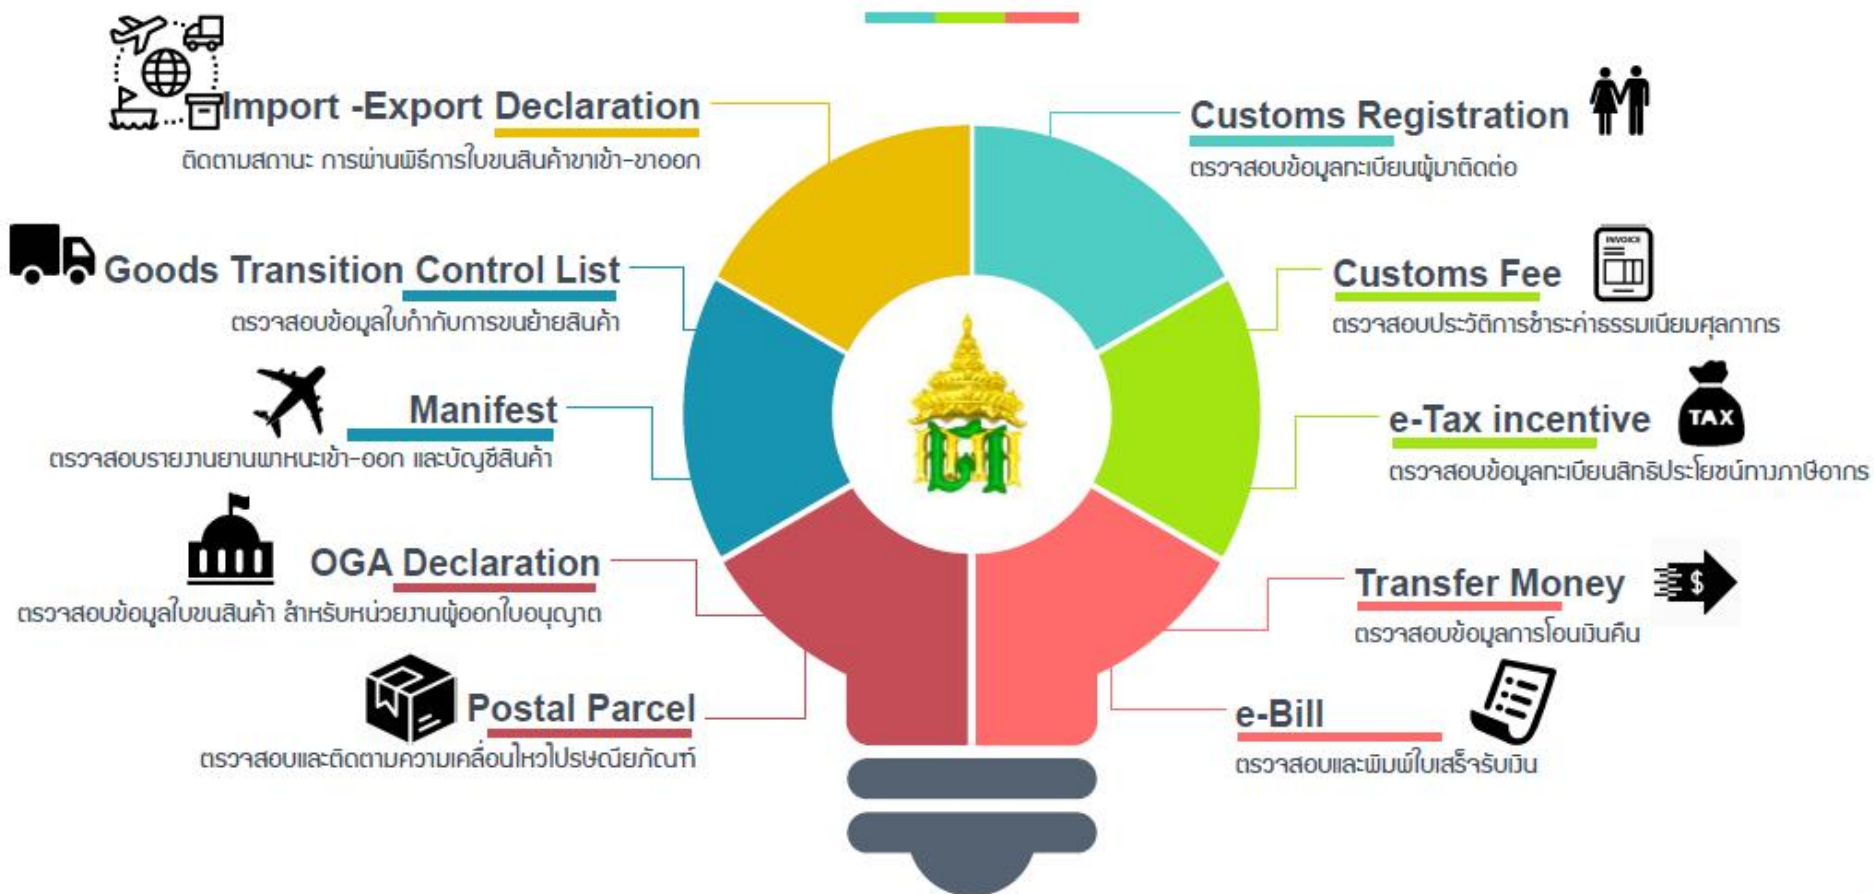 Import -Export Declaration
ติดตามสถานะ การผ่านพิธีการใบขนสินค้าขาเข้า-ขาออก
Goods Transition Control List
ตรวจสอบข้อมูลใบกำกับการขนย้ายสินค้า
Manifest
ตรวจสอบรายงานยานพาหนะเข้า-ออก และบัญชีสินค้า
OGA Declaration
ตรวจสอบข้อมูลใบขนสินค้า สำหรับหน่วยงานผู้ออกใบอนุญาต
Postal Parcel
ตรวจสอบและติดตามความเคลื่อนไหวไปรษณียภัณฑ์
Customs Registration
ตรวจสอบข้อมูลทะเบียนผู้มาติดต่อ
Customs Fee
INVOICE
ตรวจสอบประวัติการชำระค่าธรรมเนียมศุลกากร
e-Tax incentive
TAX
ตรวจสอบข้อมูลทะเบียนสิทธิประโยชน์ทางภาษีอากร
Transfer Money
$
ตรวจสอบข้อมูลการโอนเงินคืน
e-Bill
ตรวจสอบและพิมพ์ใบเสร็จรับเงิน